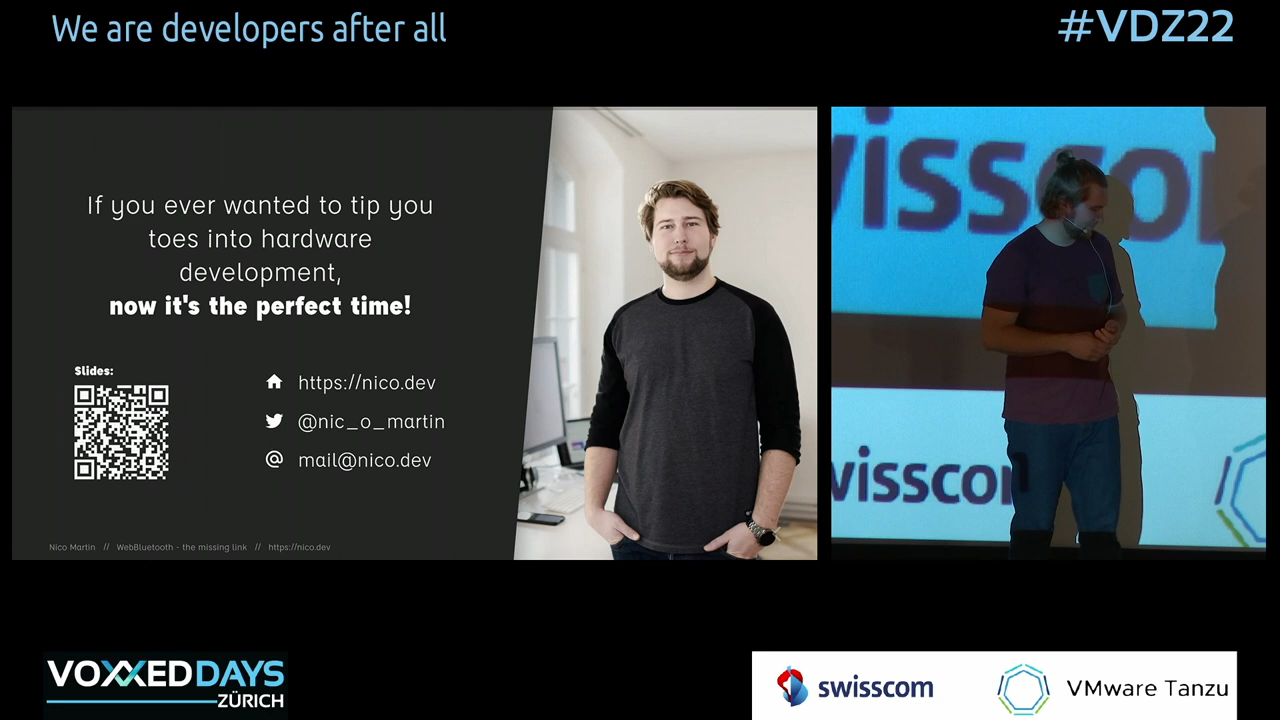 We are developers after all
#VDZ22
If you ever wanted to tip you
toes into hardware
development,
now it's the perfect time!
Slides:
https://nico.dev
@nic_o_martin
mail@nico.dev
Nico Martin // WebBluetooth - the missing link // https://nico.dev
visscon
visscon
VOXXED DAYS
ZÜRICH
swisscom
VMware Tanzu